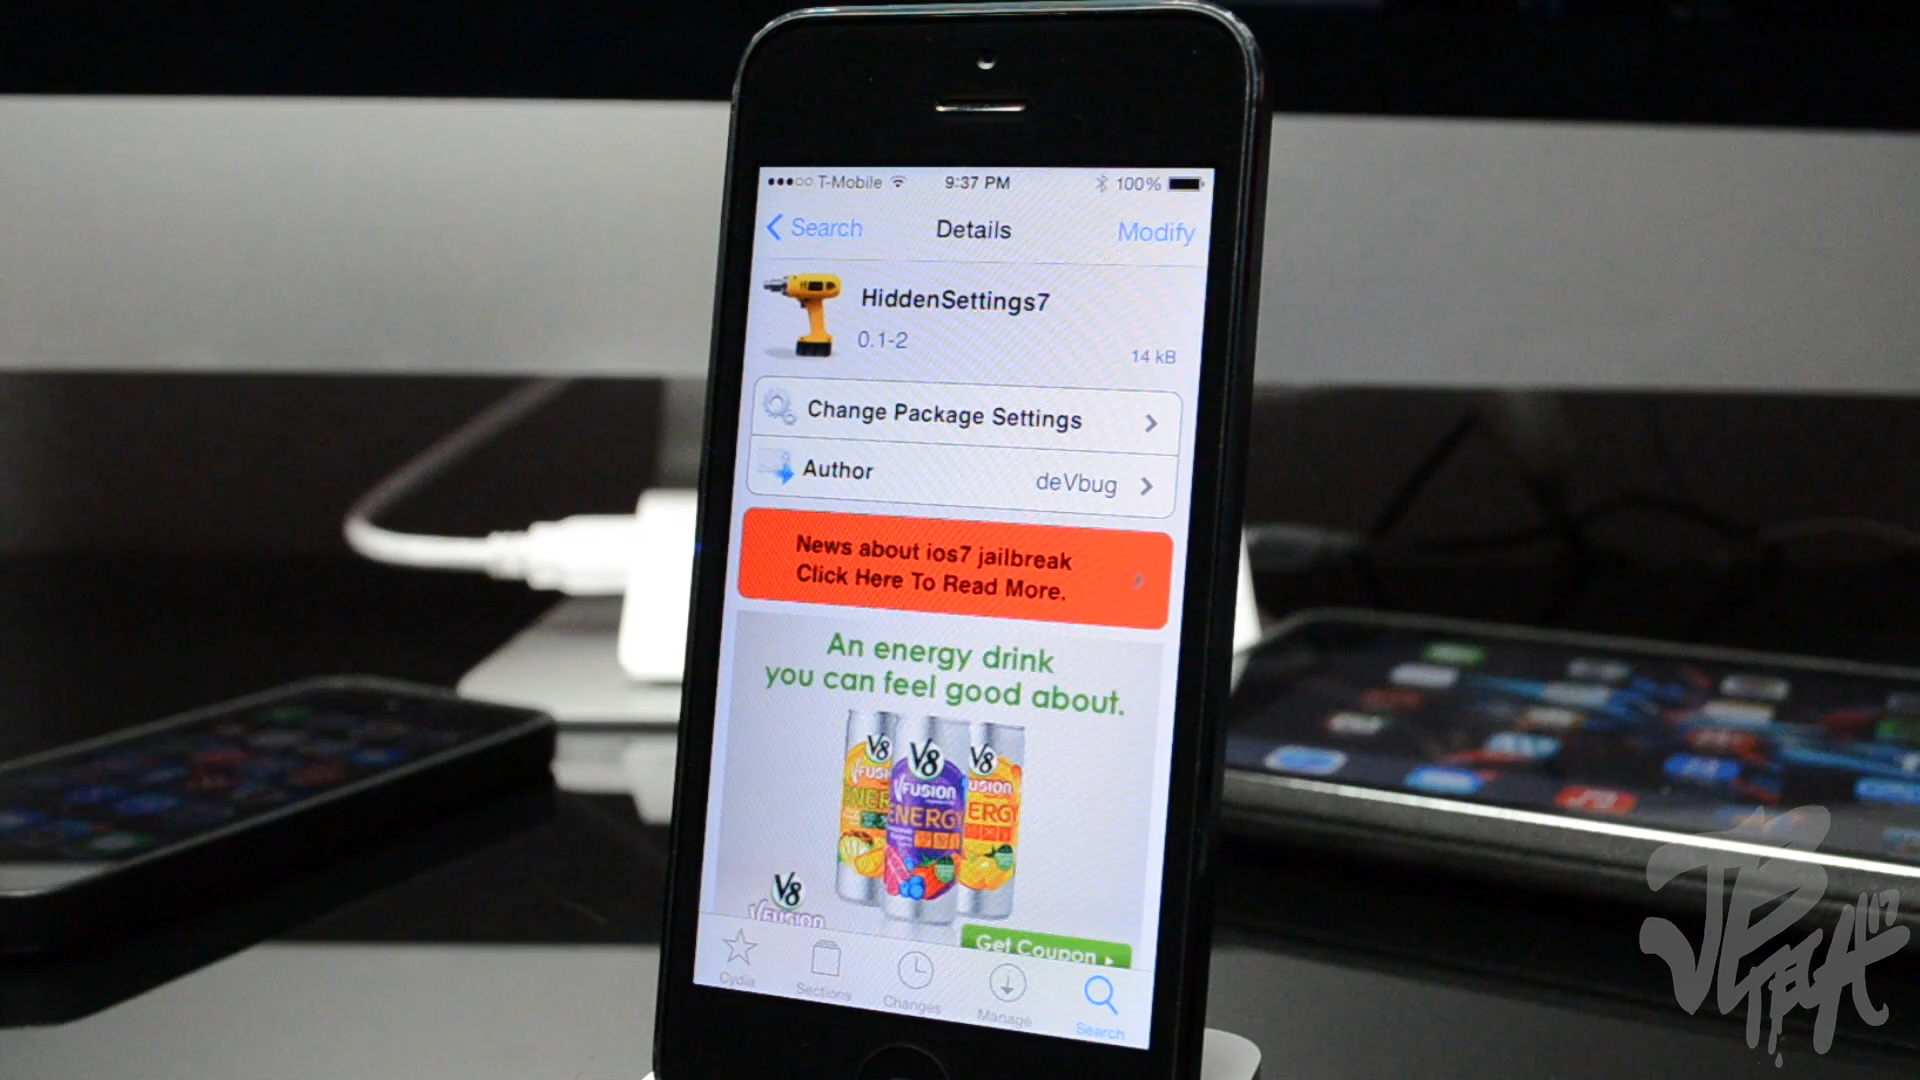 T-Mobile 9:37 PM 100%
Search Details Modify
HiddenSettings7
0.1-2
14 kB
Change Package Settings
Author deVbug
News about ios7 jailbreak
Click Here To Read More.
An energy drink
you can feel good about.
V8 V8 V8
FUSION
ENERGY
V8
FUSION
Get Coupon
Cydia Sections Changes Manage Search